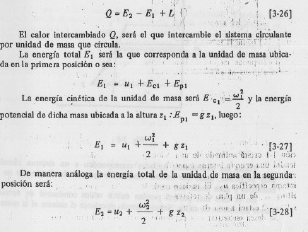 Q = E₂ − E₁ + L [3-26]
El calor intercambiado Q, será el que intercambie el sistema circulante
por unidad de masa que circula.
La energía total E₁ será la que corresponda a la unidad de masa ubica-
da en la primera posición o sea:
E₁ = u₁ + E_c1 + E_p1
La energía cinética de la unidad de masa será E_c1 = ω₁²/2 y la energía
potencial de dicha masa ubicada a la altura z₁ : E_p1 = g z₁, luego:
E₁ = u₁ + ω₁²/2 + g z₁ [3-27]
De manera análoga la energía total de la unidad de masa en la segunda
posición será:
E₂ = u₂ + ω₂²/2 + g z₂ [3-28]